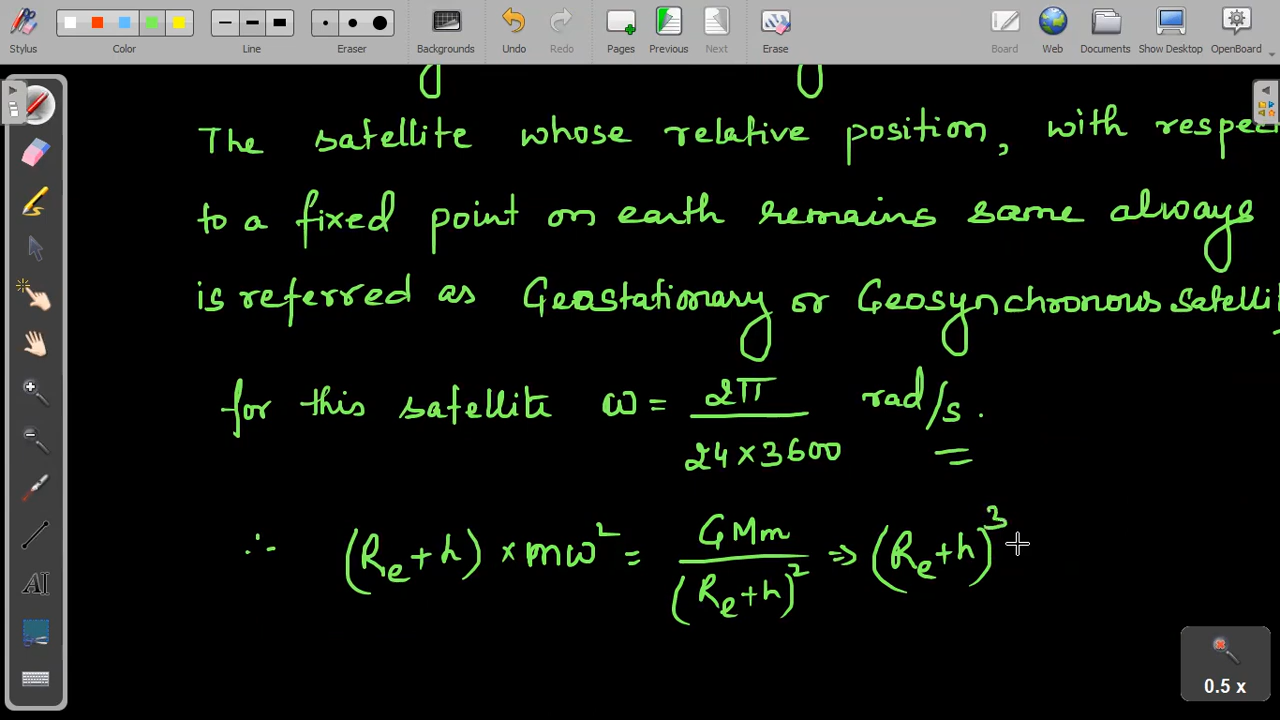 Stylus Color Line Eraser Backgrounds Undo Redo Pages Previous Next Erase Board Web Documents Show Desktop OpenBoard
The satellite whose relative position, with respec
to a fixed point on earth remains same always
is referred as Geostationary or Geosynchronous satelli
for this satellite ω = 2π / 24 × 3600 rad/s.
∴ (Re+h) × mω² = GMm / (Re+h)² ⇒ (Re+h)³
AI
0.5 x